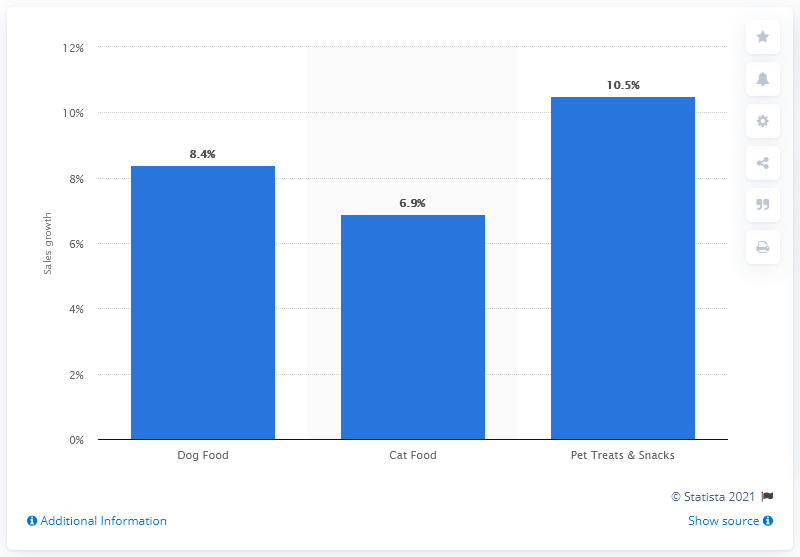 12%
10%
8%
6%
4%
2%
0%
Sales growth
8.4%
6.9%
10.5%
Dog Food
Cat Food
Pet Treats & Snacks
© Statista 2021
Additional Information
Show source